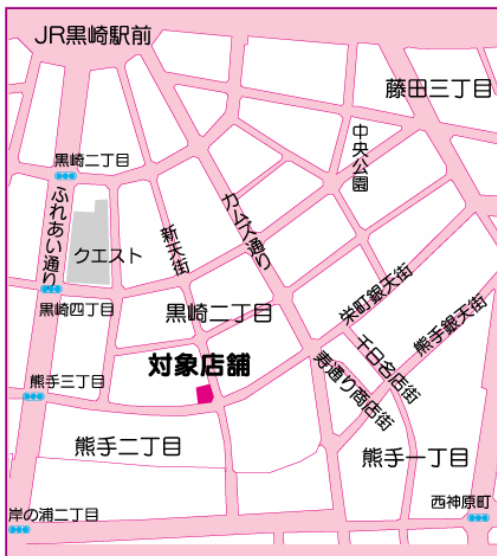 JR黒崎駅前
藤田三丁目
中央公園
黒崎二丁目
ふれあい通り
カムズ通り
新天街
クエスト
黒崎四丁目
黒崎二丁目
栄町銀天街
熊手銀天街
千日名店街
寿通り商店街
対象店舗
熊手三丁目
熊手二丁目
熊手一丁目
西神原町
岸の浦二丁目